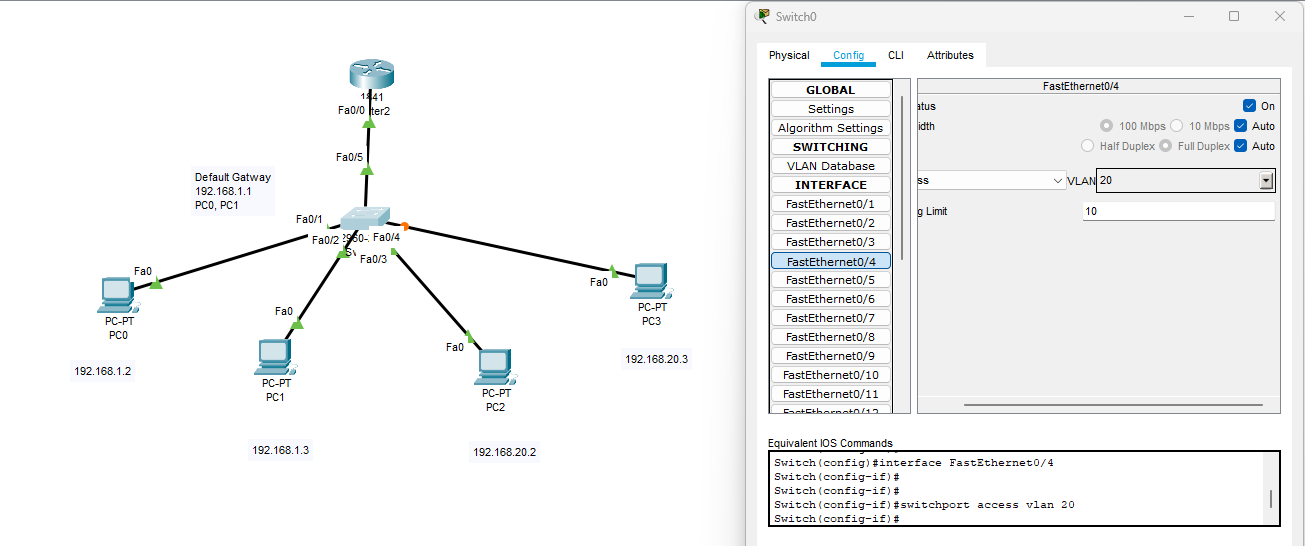 Fa0/0
1841
ter2
Fa0/5
Default Gatway
192.168.1.1
PC0, PC1
Fa0/1
Fa0/2
Fa0/4
Fa0/3
Fa0
PC-PT
PC0
192.168.1.2
Fa0
PC-PT
PC1
192.168.1.3
Fa0
PC-PT
PC2
192.168.20.2
Fa0
PC-PT
PC3
192.168.20.3
Switch0
Physical Config CLI Attributes
GLOBAL
Settings
Algorithm Settings
SWITCHING
VLAN Database
INTERFACE
FastEthernet0/1
FastEthernet0/2
FastEthernet0/3
FastEthernet0/4
FastEthernet0/5
FastEthernet0/6
FastEthernet0/7
FastEthernet0/8
FastEthernet0/9
FastEthernet0/10
FastEthernet0/11
FastEthernet0/12
FastEthernet0/4
atus On
idth 100 Mbps 10 Mbps Auto
Half Duplex Full Duplex Auto
ss VLAN 20
g Limit 10
Equivalent IOS Commands
Switch(config)#interface FastEthernet0/4
Switch(config-if)#
Switch(config-if)#
Switch(config-if)#switchport access vlan 20
Switch(config-if)#